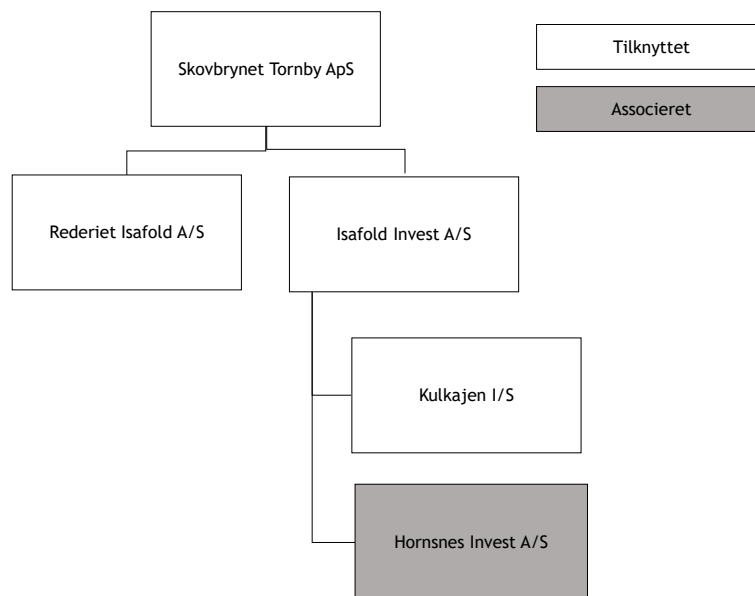 Skovbrynet Tornby ApS
Tilknyttet
Associeret
Rederiet Isafold A/S
Isafold Invest A/S
Kulkajen I/S
Hornsnes Invest A/S